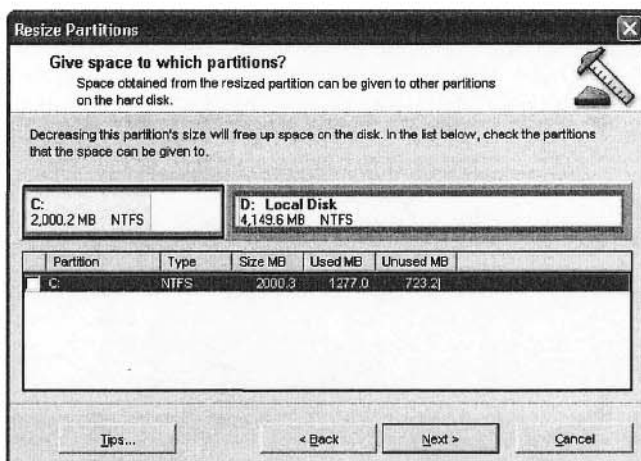 Resize Partitions
Give space to which partitions?
Space obtained from the resized partition can be given to other partitions
on the hard disk.
Decreasing this partition's size will free up space on the disk. In the list below, check the partitions
that the space can be given to.
C:
2,000.2 MB NTFS
D: Local Disk
4,149.6 MB NTFS
Partition Type Size MB Used MB Unused MB
C: NTFS 2000.3 1277.0 723.2
Tips... < Back Next > Cancel